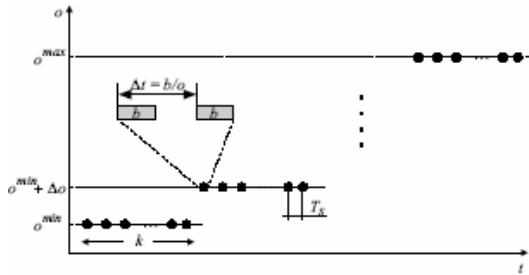 o
o^max
Δt = b/o
b b
o^min + Δo
T_S
o^min
k
t